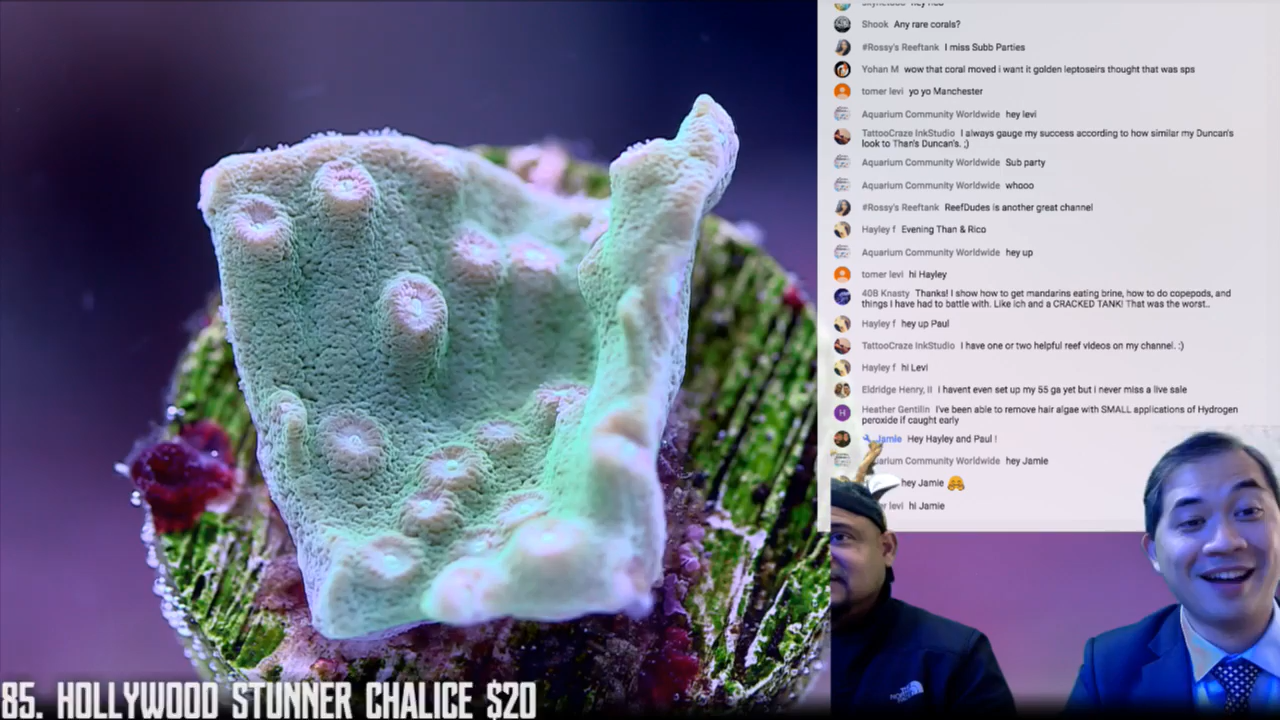 Shook Any rare corals?
#Rossy's Reeftank I miss Subb Parties
Yohan M wow that coral moved i want it golden leptoseirs thought that was sps
tomer levi yo yo Manchester
Aquarium Community Worldwide hey levi
TattooCraze InkStudio I always gauge my success according to how similar my Duncan's
look to Than's Duncan's. ;)
Aquarium Community Worldwide Sub party
Aquarium Community Worldwide whooo
#Rossy's Reeftank ReefDudes is another great channel
Hayley f Evening Than & Rico
Aquarium Community Worldwide hey up
tomer levi hi Hayley
40B Knasty Thanks! I show how to get mandarins eating brine, how to do copepods, and
things I have had to battle with. Like ich and a CRACKED TANK! That was the worst..
Hayley f hey up Paul
TattooCraze InkStudio I have one or two helpful reef videos on my channel. :)
Hayley f hi Levi
Eldridge Henry, II i havent even set up my 55 ga yet but i never miss a live sale
H Heather Gentilin I've been able to remove hair algae with SMALL applications of Hydrogen
peroxide if caught early
Jamie Hey Hayley and Paul !
arium Community Worldwide hey Jamie
hey Jamie 🤗
levi hi Jamie
THE NORTH FACE
85. HOLLYWOOD STUNNER CHALICE $20